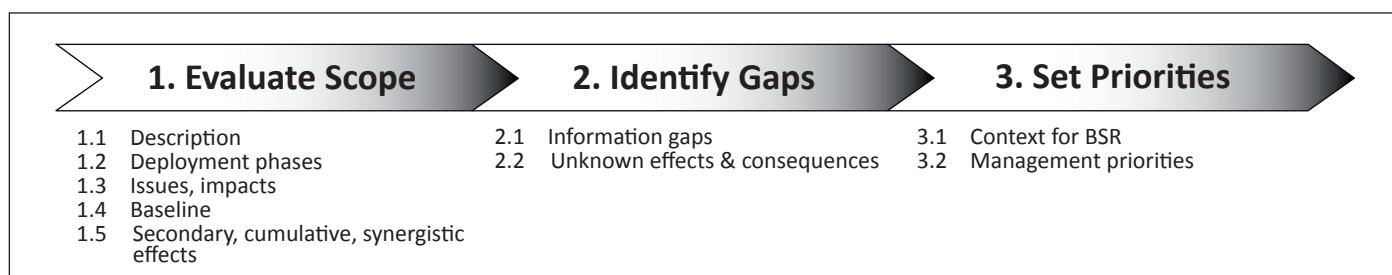 1. Evaluate Scope
2. Identify Gaps
3. Set Priorities
1.1 Description
1.2 Deployment phases
1.3 Issues, impacts
1.4 Baseline
1.5 Secondary, cumulative, synergistic
effects
2.1 Information gaps
2.2 Unknown effects & consequences
3.1 Context for BSR
3.2 Management priorities